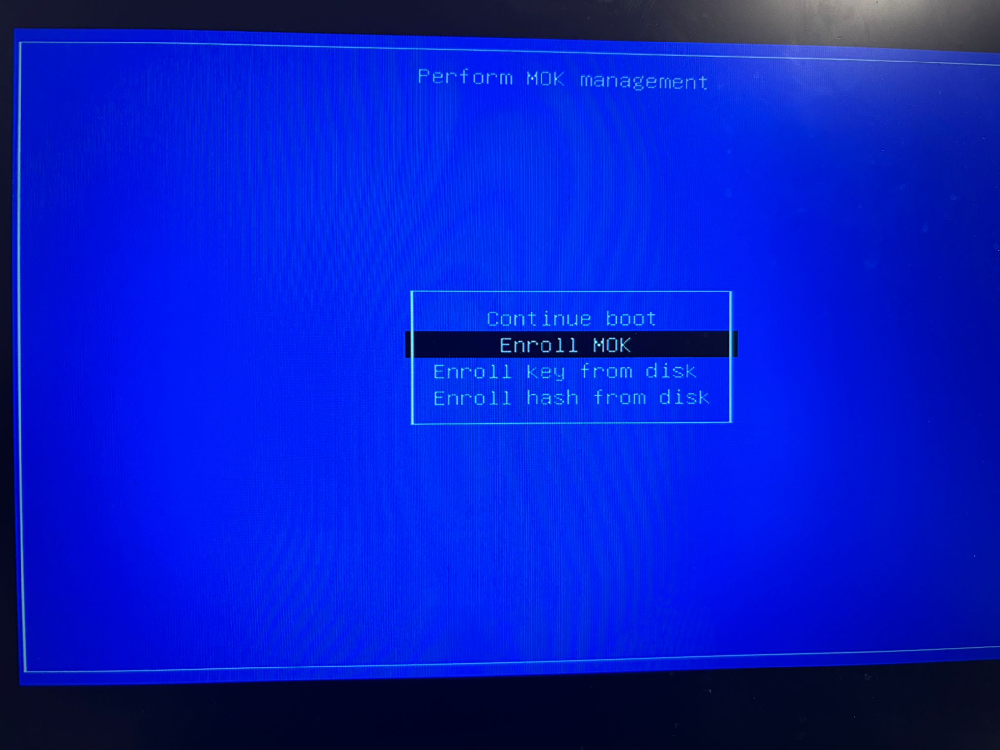 Perform MOK management
Continue boot
Enroll MOK
Enroll key from disk
Enroll hash from disk